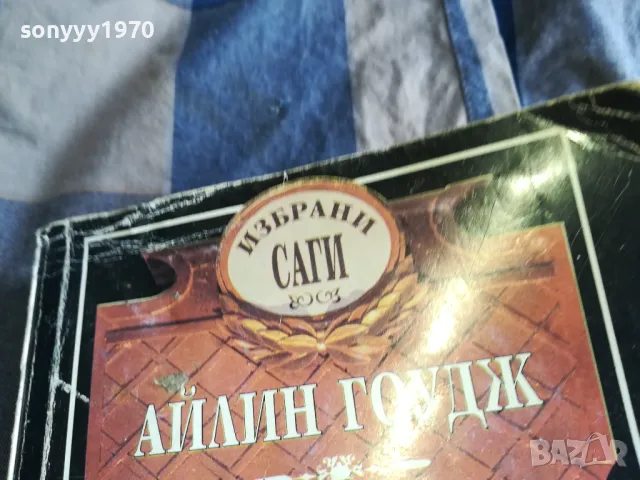 sonyyy1970
ИЗБРАНИ
САГИ
АЙЛИН ГОУДЖ
BAZAR